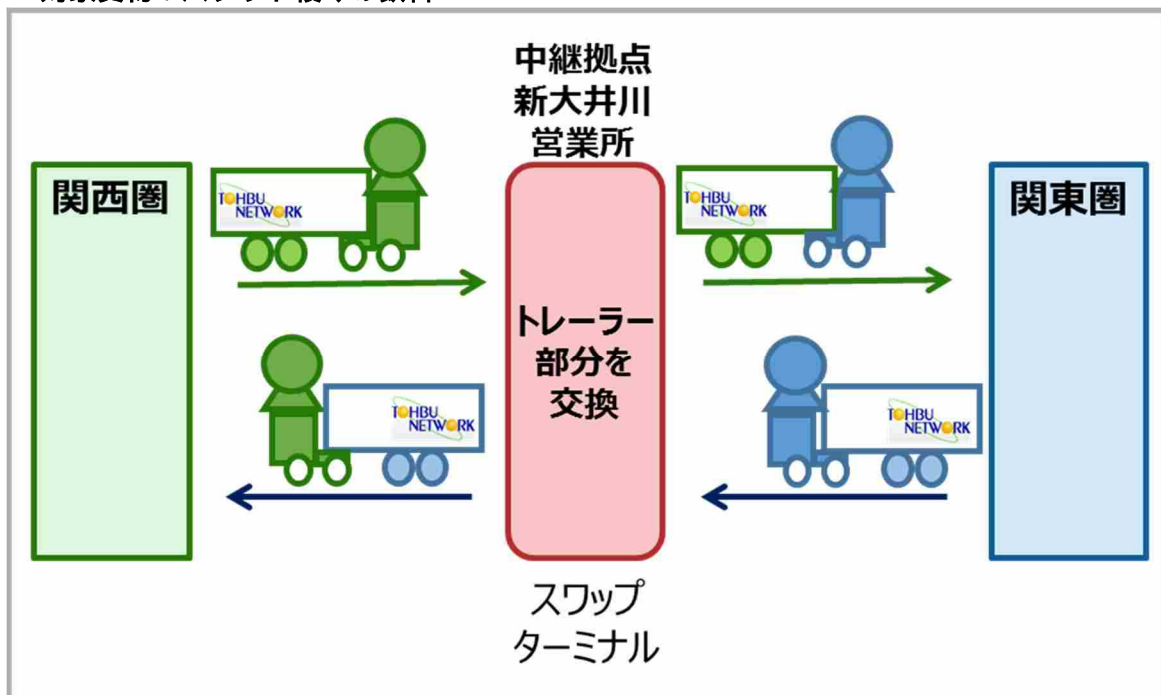 中継拠点
新大井川
営業所
関西圏
TOHBU
NETWORK
TOHBU
NETWORK
関東圏
トレーラー
部分を
交換
TOHBU
NETWORK
TOHBU
NETWORK
スワップ
ターミナル